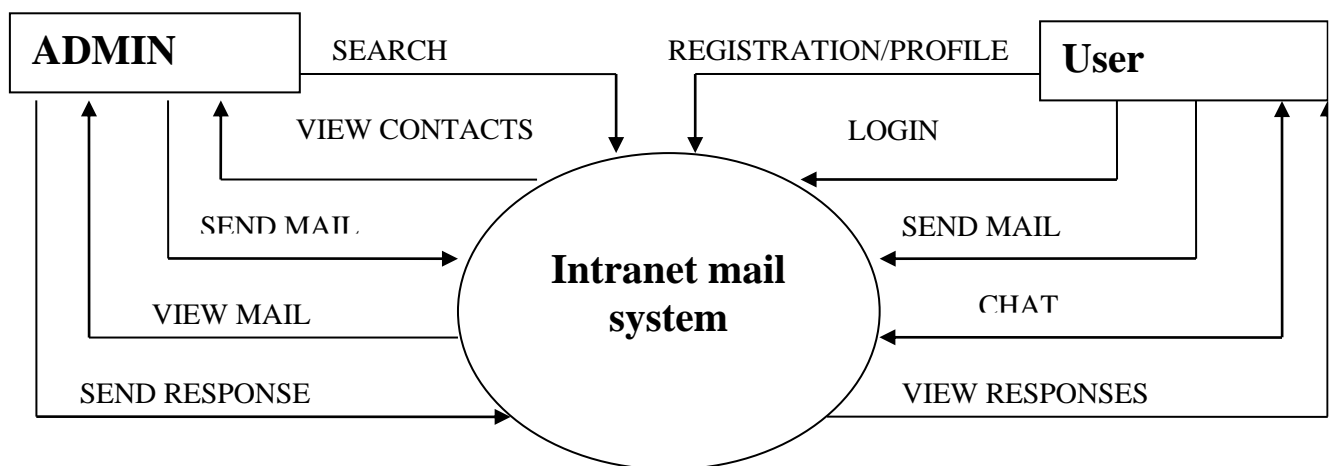 ADMIN
SEARCH
REGISTRATION/PROFILE
User
VIEW CONTACTS
LOGIN
SEND MAIL
SEND MAIL
Intranet mail
system
CHAT
VIEW MAIL
SEND RESPONSE
VIEW RESPONSES